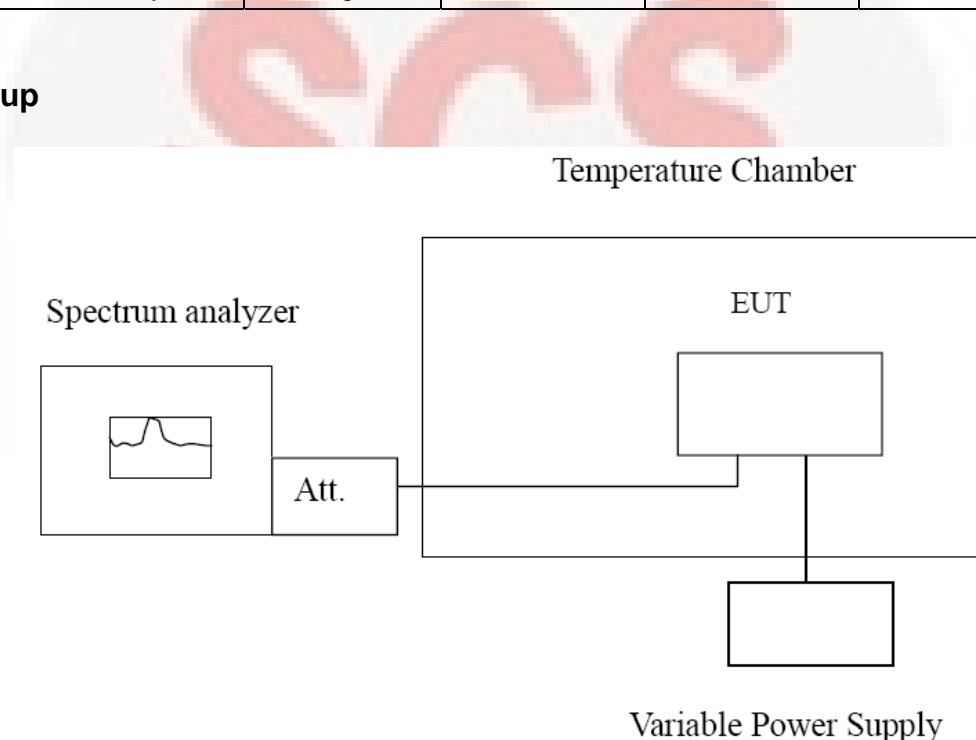 up
Temperature Chamber
EUT
Spectrum analyzer
Att.
Variable Power Supply